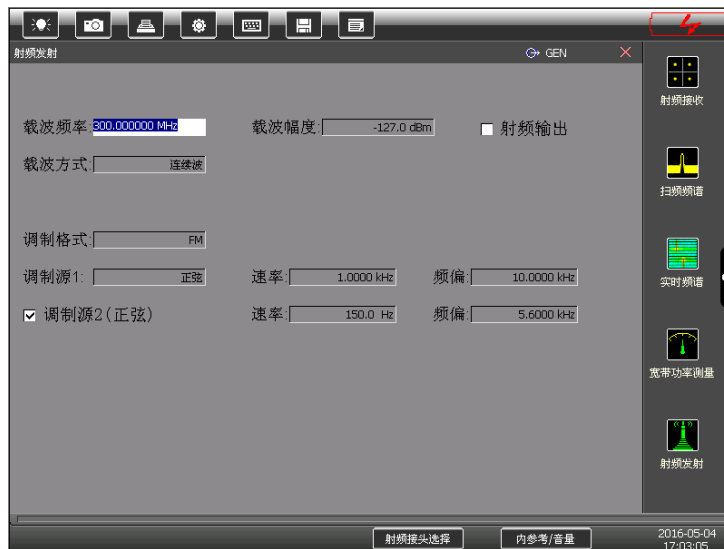 射频发射 GEN
载波频率: 300.000000 MHz 载波幅度: -127.0 dBm 射频输出
载波方式: 连续波
调制格式: FM
调制源1: 正弦 速率: 1.0000 kHz 频偏: 10.0000 kHz
调制源2(正弦) 速率: 150.0 Hz 频偏: 5.6000 kHz
射频接收
扫频频谱
实时频谱
宽带功率测量
射频发射
射频接头选择 内参考/音量
2016-05-04
17:03:05